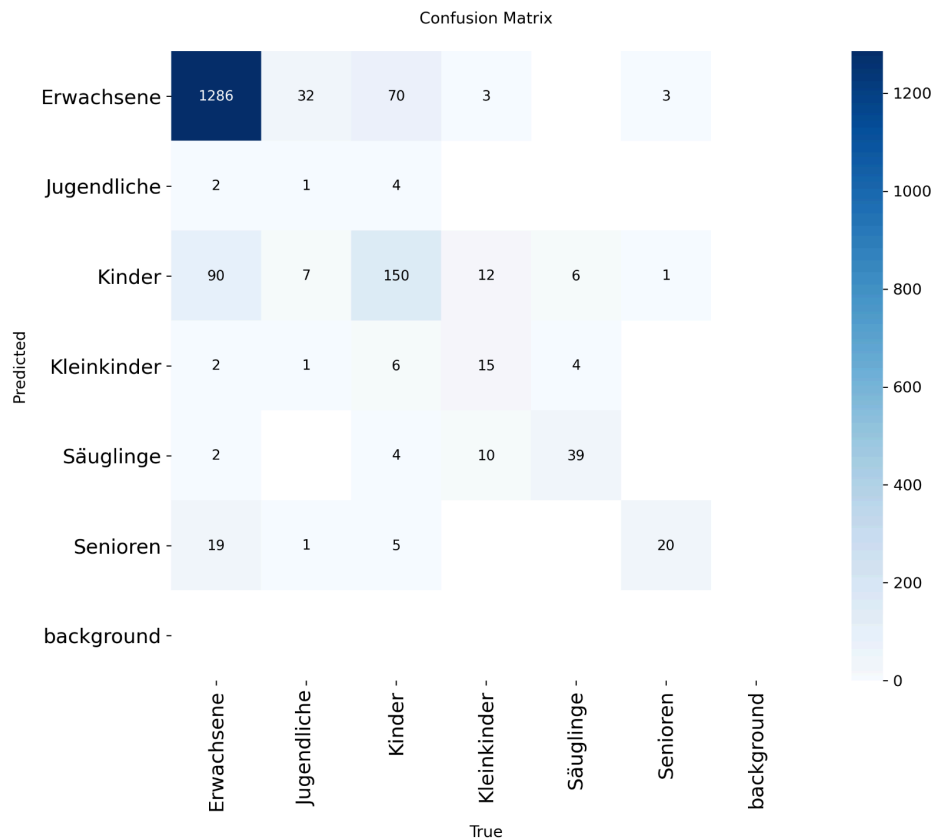 Confusion Matrix
Erwachsene 1286 32 70 3 3
Jugendliche 2 1 4
Kinder 90 7 150 12 6 1
Kleinkinder 2 1 6 15 4
Säuglinge 2 4 10 39
Senioren 19 1 5 20
background
Predicted
Erwachsene
Jugendliche
Kinder
Kleinkinder
Säuglinge
Senioren
background
True
1200
1000
800
600
400
200
0